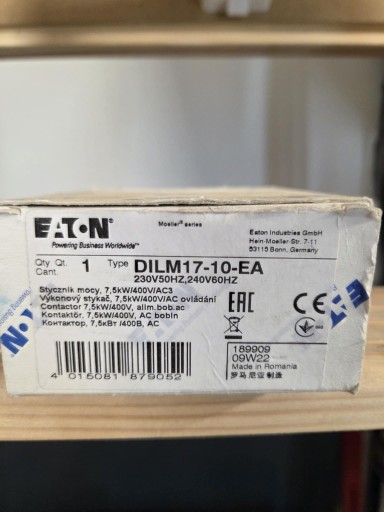 EATON
Powering Business Worldwide
Moeller® series
Eaton Industries GmbH
Hein-Moeller-Str. 7-11
53115 Bonn, Germany
Qty Qt. 1 Type DILM17-10-EA
Cant.
230V50HZ,240V60HZ
Stycznik mocy, 7,5kW/400V/AC3
Výkonový stykač, 7,5kW/400V/AC ovládání
Contactor 7,5kW/400V, alim.bob.ac
Kontaktör, 7,5kW/400V, AC bobin
Контактор, 7,5кВт /400В, AC
EAC
CE
4 015081 879052
189909
09W22
Made in Romania
罗马尼亚制造